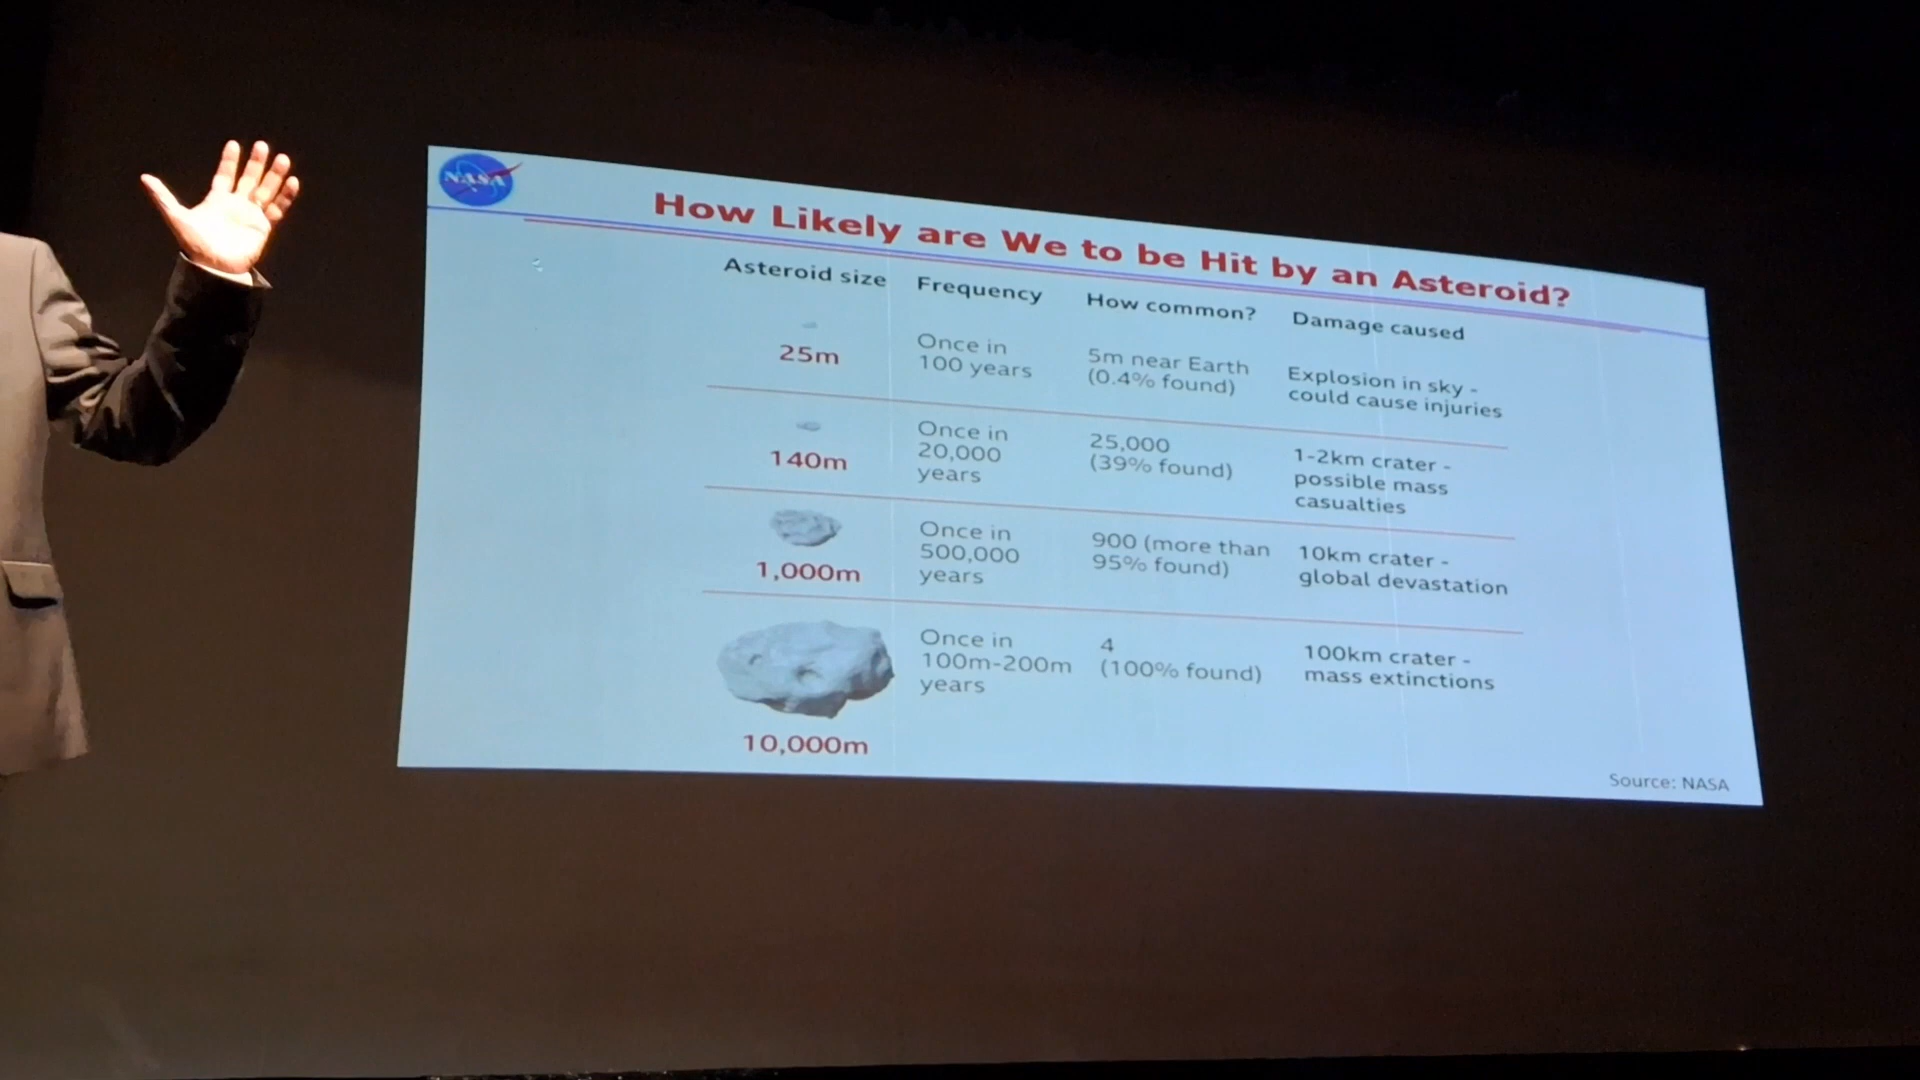 NASA
How Likely are We to be Hit by an Asteroid?
Asteroid size Frequency How common? Damage caused
25m
Once in
100 years
5m near Earth
(0.4% found)
Explosion in sky -
could cause injuries
140m
Once in
20,000
years
25,000
(39% found)
1-2km crater -
possible mass
casualties
1,000m
Once in
500,000
years
900 (more than
95% found)
10km crater -
global devastation
10,000m
Once in
100m-200m
years
4
(100% found)
100km crater -
mass extinctions
Source: NASA